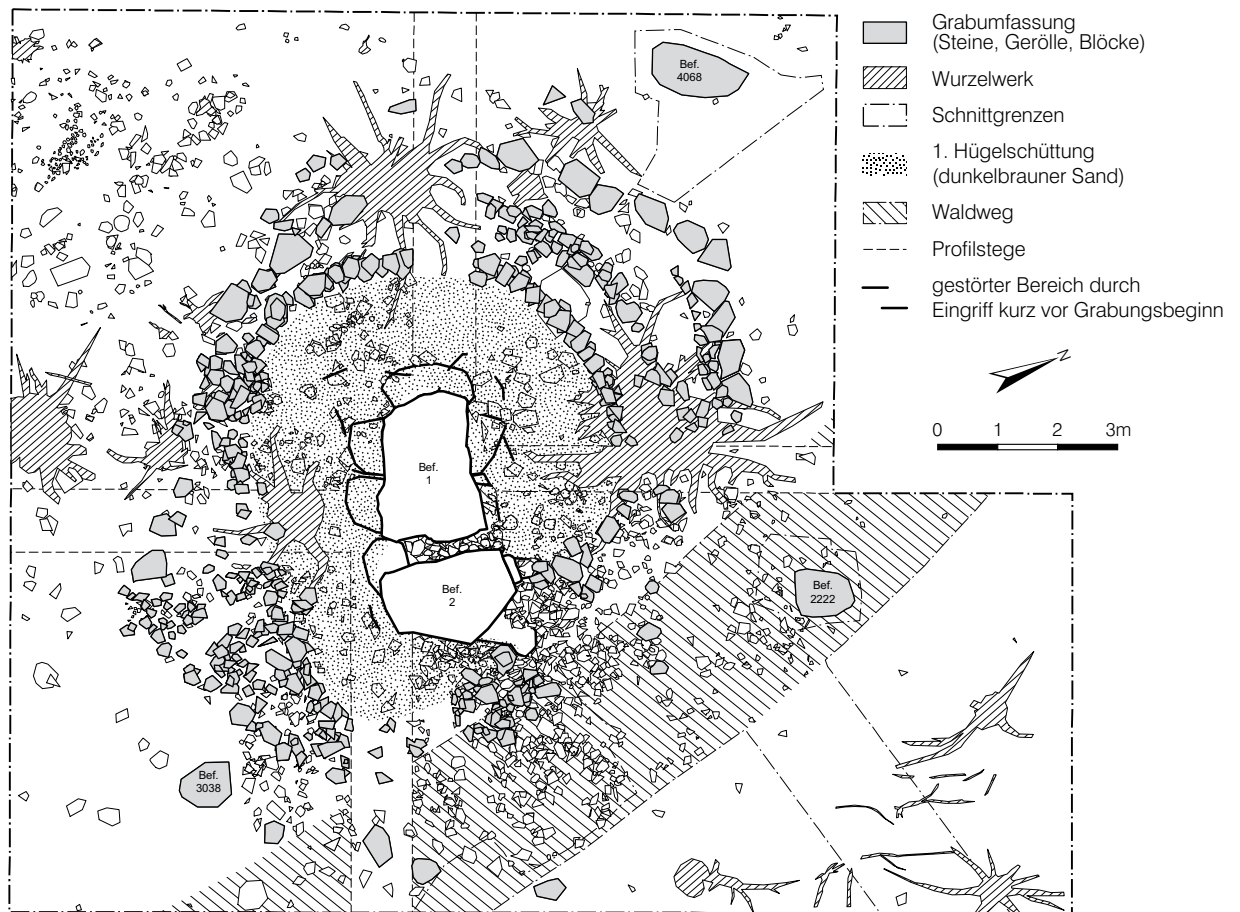 Bef.
4068
Bef.
1
Bef.
2
Bef.
2222
Bef.
3038
Grabumfassung
(Steine, Gerölle, Blöcke)
Wurzelwerk
Schnittgrenzen
1. Hügelschüttung
(dunkelbrauner Sand)
Waldweg
Profilstege
gestörter Bereich durch
Eingriff kurz vor Grabungsbeginn
N
0 1 2 3m